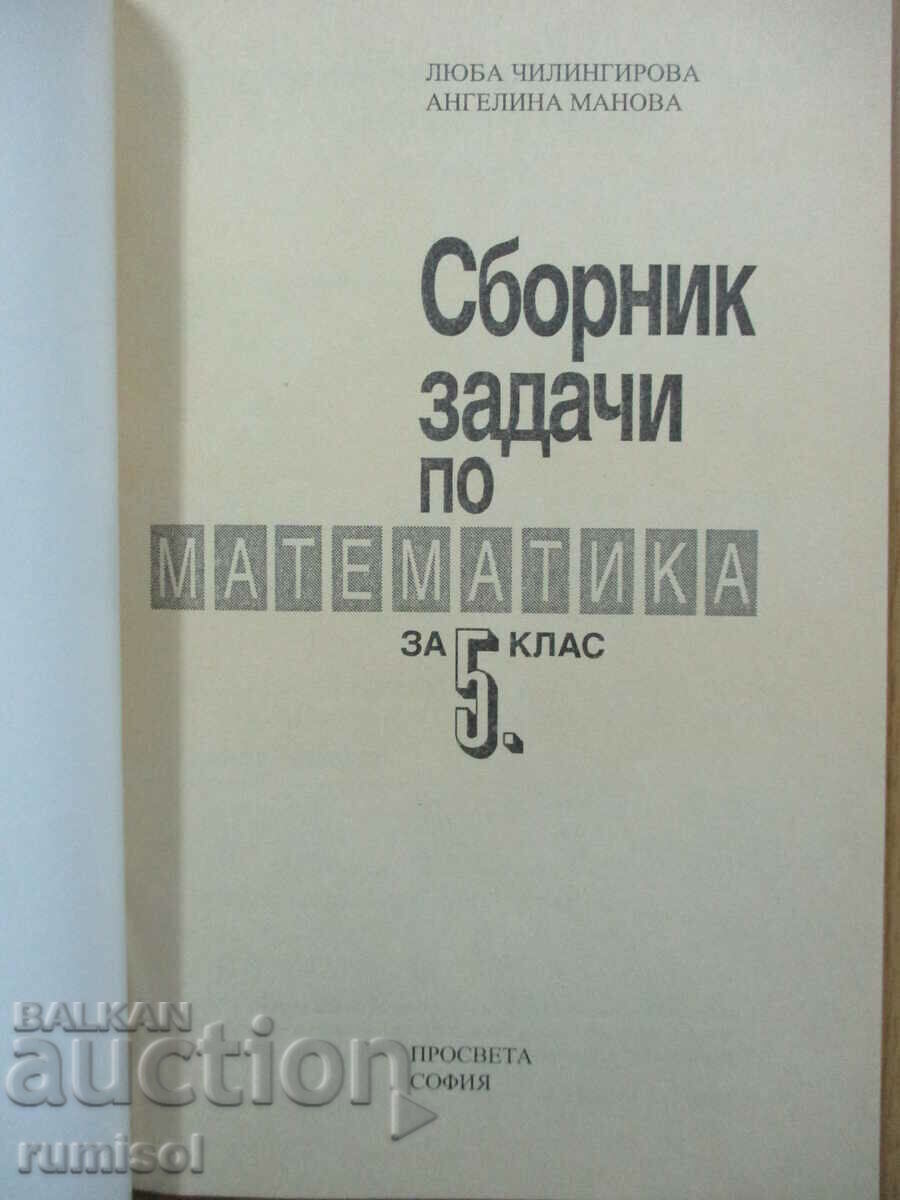 ЛЮБА ЧИЛИНГИРОВА
АНГЕЛИНА МАНОВА
Сборник
задачи
по
МАТЕМАТИКА
ЗА 5. КЛАС
ПРОСВЕТА
СОФИЯ
BALKAN
auction
rumisol